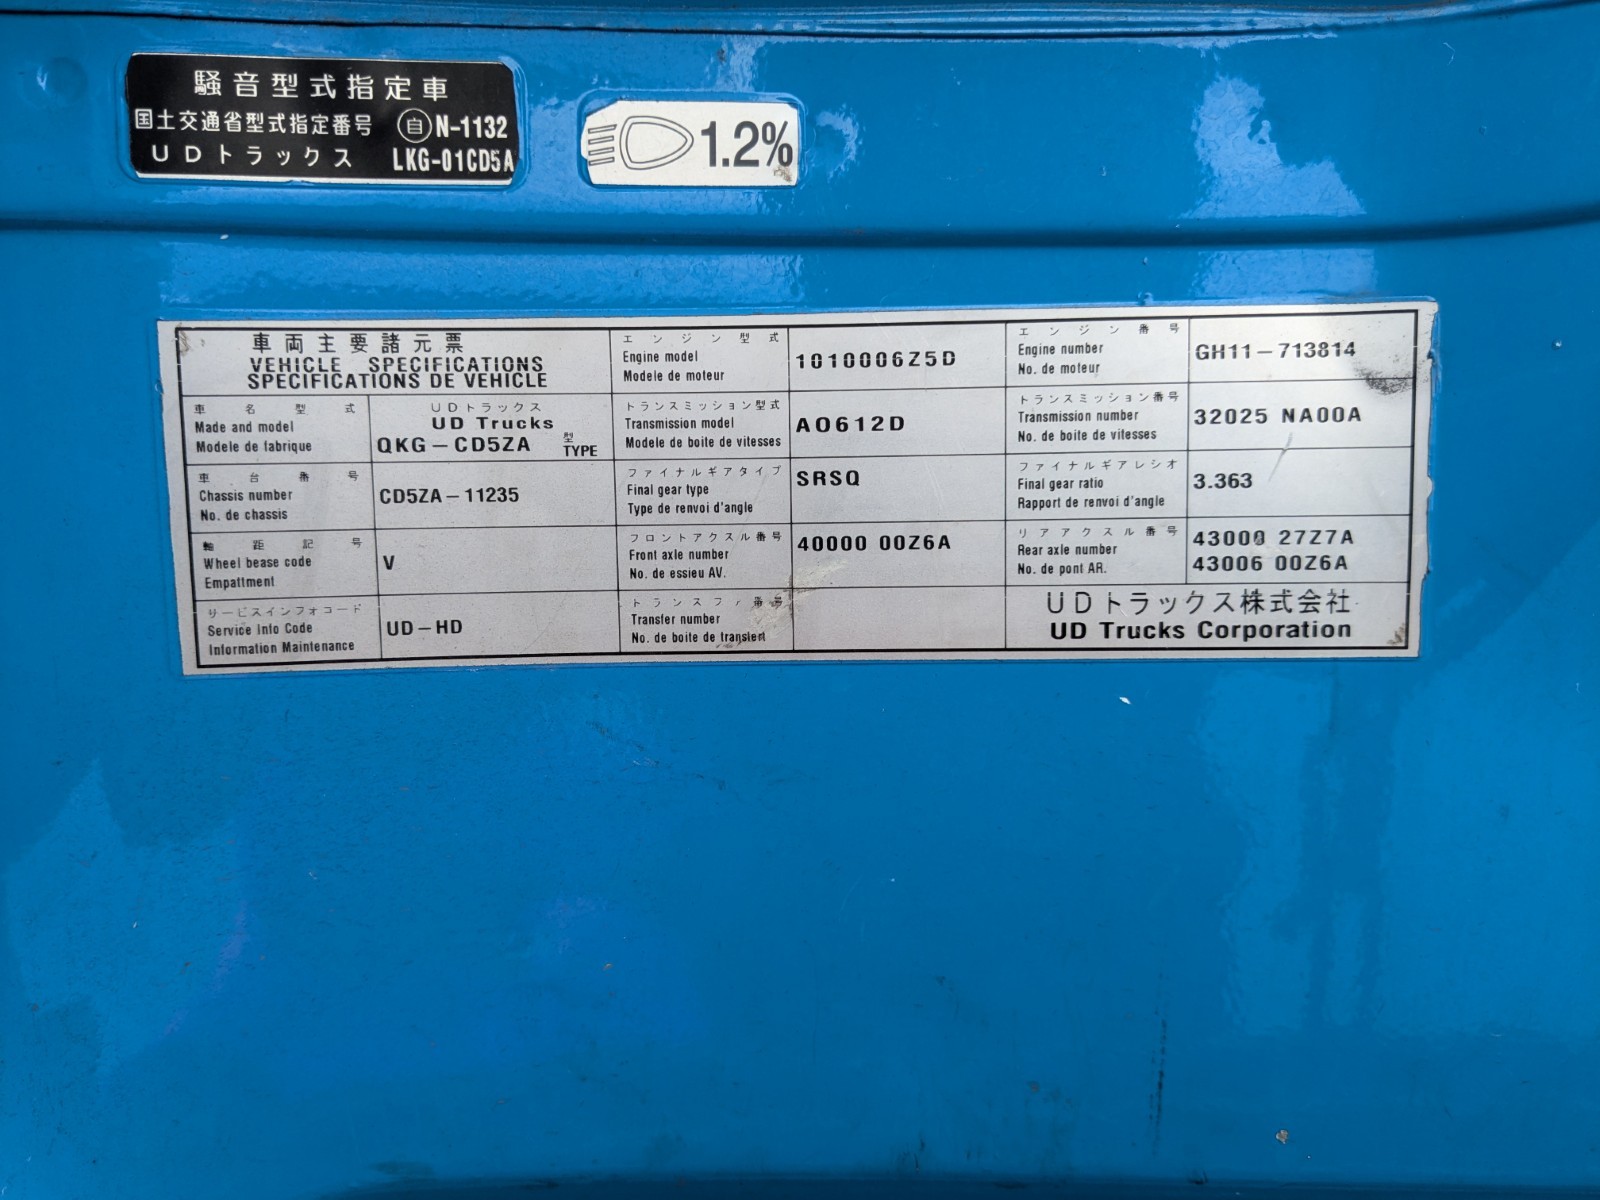 騒音型式指定車
国土交通省型式指定番号 自 N-1132
UDトラックス LKG-01CD5A
1.2%
車両主要諸元票
VEHICLE SPECIFICATIONS
SPECIFICATIONS DE VEHICLE
エンジン型式
Engine model
Modele de moteur
1010006Z5D
エンジン番号
Engine number
No. de moteur
GH11-713814
車名型式
Made and model
Modele de fabrique
UDトラックス
UD Trucks
QKG-CD5ZA 型 TYPE
トランスミッション型式
Transmission model
Modele de boite de vitesses
AO612D
トランスミッション番号
Transmission number
No. de boite de vitesses
32025 NA00A
車台番号
Chassis number
No. de chassis
CD5ZA-11235
ファイナルギアタイプ
Final gear type
Type de renvoi d'angle
SRSQ
ファイナルギアレシオ
Final gear ratio
Rapport de renvoi d'angle
3.363
軸距記号
Wheel bease code
Empattment
V
フロントアクスル番号
Front axle number
No. de essieu AV.
40000 00Z6A
リアアクスル番号
Rear axle number
No. de pont AR.
43000 27Z7A
43006 00Z6A
サービスインフォコード
Service Info Code
Information Maintenance
UD-HD
トランスファ番号
Transfer number
No. de boite de transfert
UDトラックス株式会社
UD Trucks Corporation